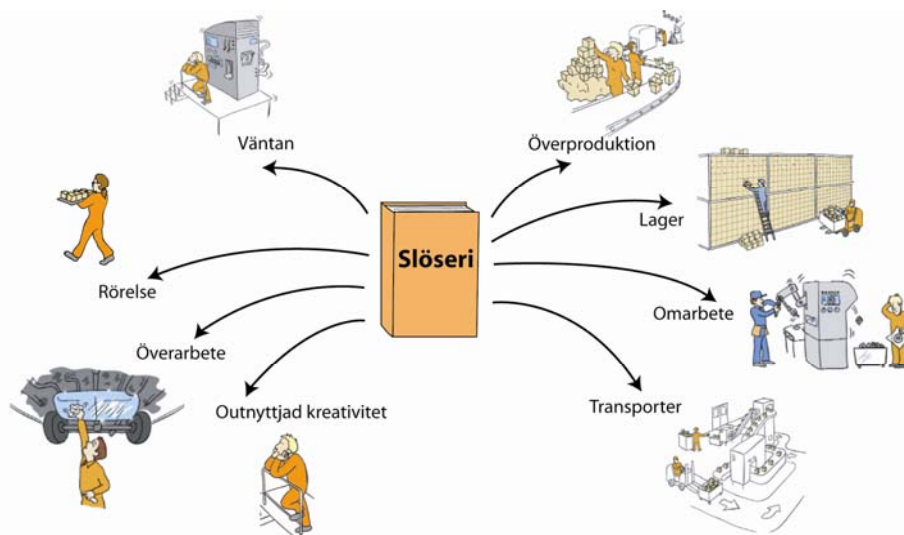 Väntan
Överproduktion
Lager
Slöseri
Rörelse
Omarbete
Överarbete
Outnyttjad kreativitet
Transporter